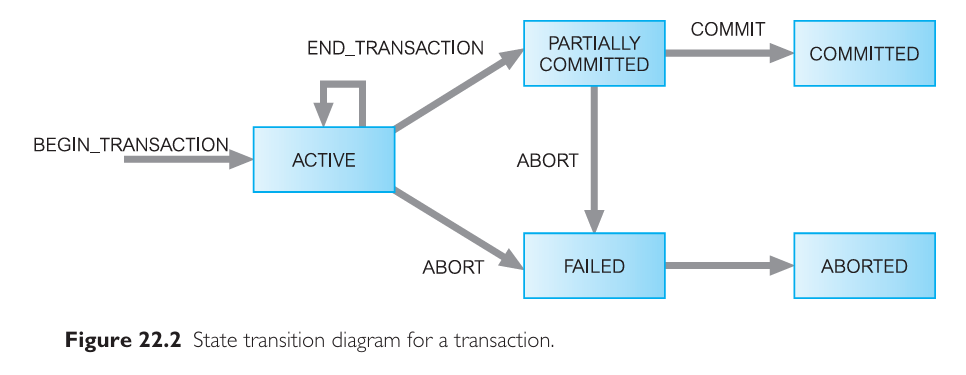 COMMIT
END_TRANSACTION
PARTIALLY
COMMITTED
COMMITTED
BEGIN_TRANSACTION
ACTIVE
ABORT
ABORT
FAILED
ABORTED
Figure 22.2 State transition diagram for a transaction.